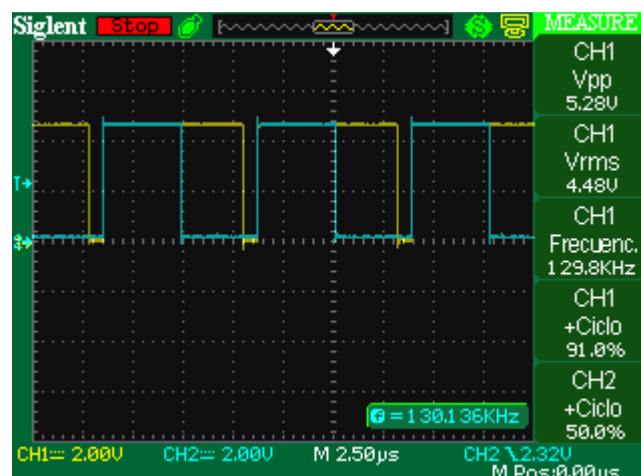 Siglent Stop MEASURE
CH1
Vpp
5.28V
CH1
Vrms
4.48V
CH1
Frecuenc.
129.8KHz
CH1
+Ciclo
91.0%
CH2
+Ciclo
50.0%
f =130.136KHz
CH1 2.00V CH2 2.00V M 2.50µs CH2 2.32V
M Pos:0.00µs